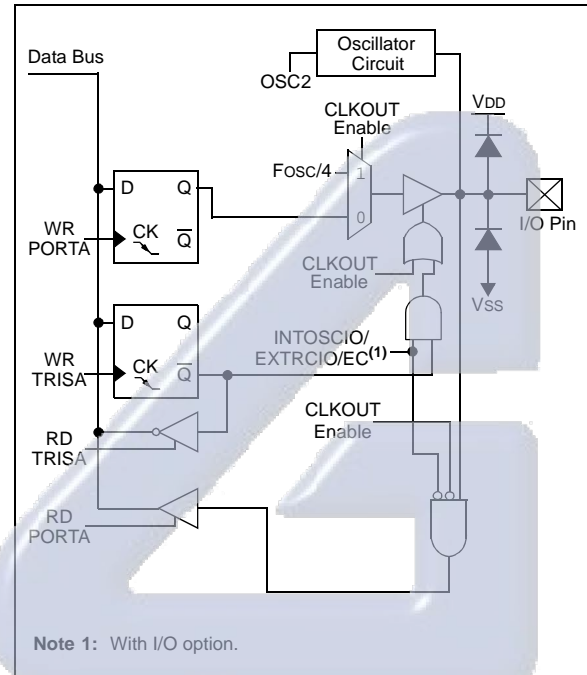 Data Bus
Oscillator
Circuit
OSC2
CLKOUT
Enable
VDD
FOSC/4
1
0
D
Q
WR
PORTA
CK
Q
I/O Pin
CLKOUT
Enable
VSS
D
Q
INTOSCIO/
EXTRCIO/EC(1)
WR
TRISA
CK
Q
CLKOUT
Enable
RD
TRISA
RD
PORTA
Note 1: With I/O option.